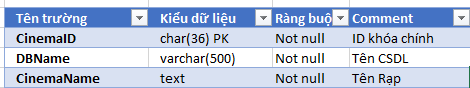 Tên trường Kiểu dữ liệu Ràng buộ Comment
CinemaID char(36) PK Not null ID khóa chính
DBName varchar(500) Not null Tên CSDL
CinemaName text Not null Tên Rạp